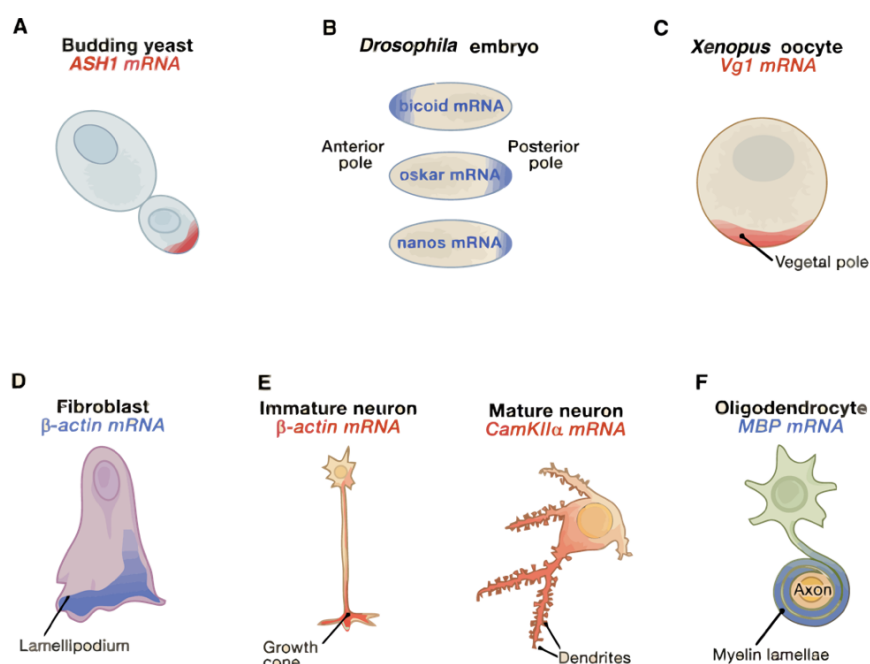 A
Budding yeast
ASH1 mRNA
B
Drosophila embryo
bicoid mRNA
Anterior
pole
Posterior
pole
oskar mRNA
nanos mRNA
C
Xenopus oocyte
Vg1 mRNA
Vegetal pole
D
Fibroblast
β-actin mRNA
Lamellipodium
E
Immature neuron
β-actin mRNA
Growth
cone
Mature neuron
CamKIIα mRNA
Dendrites
F
Oligodendrocyte
MBP mRNA
Axon
Myelin lamellae